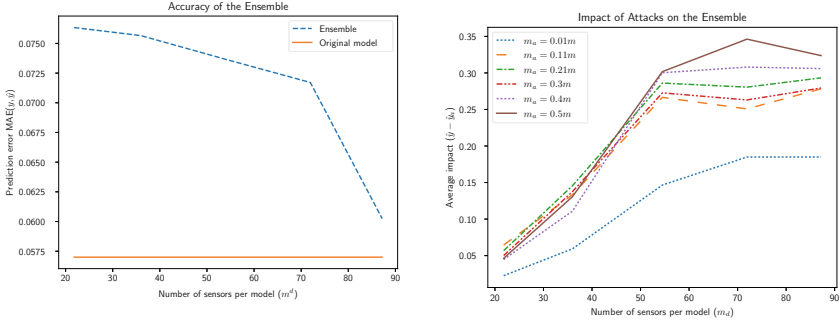 Accuracy of the Ensemble
Ensemble
Original model
0.0750
0.0725
0.0700
0.0675
0.0650
0.0625
0.0600
0.0575
Prediction error MAE(y, ŷ)
20 30 40 50 60 70 80 90
Number of sensors per model (m^d)
Impact of Attacks on the Ensemble
m_a = 0.01m
m_a = 0.11m
m_a = 0.21m
m_a = 0.3m
m_a = 0.4m
m_a = 0.5m
0.35
0.30
0.25
0.20
0.15
0.10
0.05
Average impact (ŷ − ŷ_a)
20 30 40 50 60 70 80 90
Number of sensors per model (m_d)